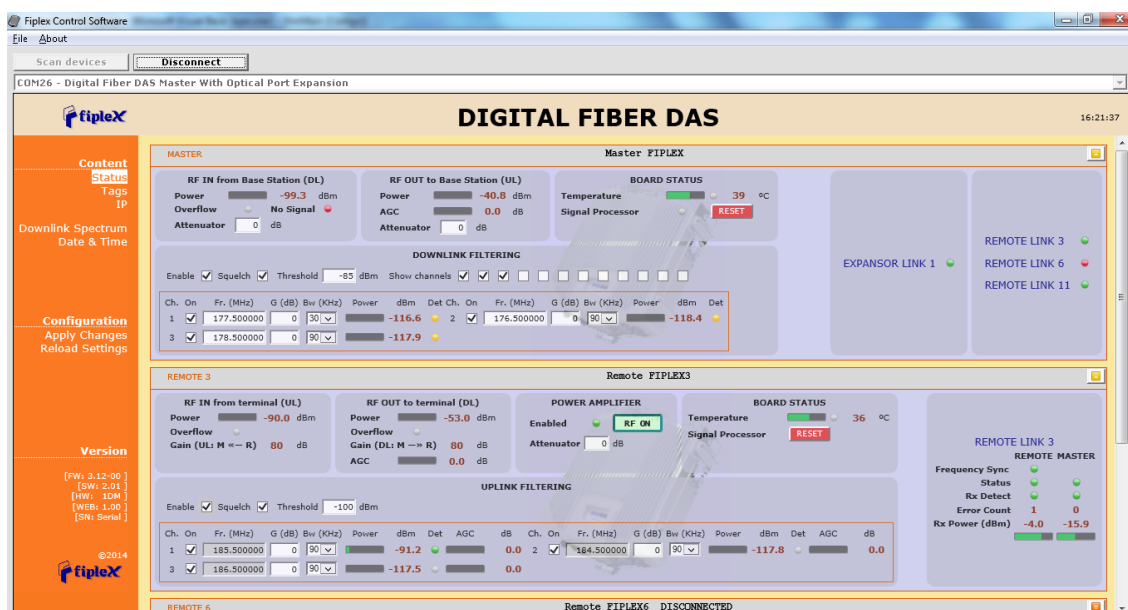 Fiplex Control Software
File About
Scan devices Disconnect
COM26 - Digital Fiber DAS Master With Optical Port Expansion
fipleX
DIGITAL FIBER DAS
16:21:37
Content
Status
Tags
IP
Downlink Spectrum
Date & Time
Configuration
Apply Changes
Reload Settings
Version
[FW: 3.12-00 ]
[SW: 2.01 ]
[HW: 1DM ]
[WEB: 1.00 ]
[SN: Serial ]
©2014
fipleX
MASTER Master FIPLEX
RF IN from Base Station (DL)
Power -99.3 dBm
Overflow No Signal
Attenuator 0 dB
RF OUT to Base Station (UL)
Power -40.8 dBm
AGC 0.0 dB
Attenuator 0 dB
BOARD STATUS
Temperature 39 ºC
Signal Processor RESET
DOWNLINK FILTERING
Enable Squelch Threshold -85 dBm Show channels
Ch. On Fr. (MHz) G (dB) Bw (KHz) Power dBm Det Ch. On Fr. (MHz) G (dB) Bw (KHz) Power dBm Det
1 177.500000 0 30 -116.6 2 176.500000 0 90 -118.4
3 178.500000 0 90 -117.9
EXPANSOR LINK 1
REMOTE LINK 3
REMOTE LINK 6
REMOTE LINK 11
REMOTE 3 Remote FIPLEX3
RF IN from terminal (UL)
Power -90.0 dBm
Overflow
Gain (UL: M «— R) 80 dB
RF OUT to terminal (DL)
Power -53.0 dBm
Overflow
Gain (DL: M —» R) 80 dB
AGC 0.0 dB
POWER AMPLIFIER
Enabled RF ON
Attenuator 0 dB
BOARD STATUS
Temperature 36 ºC
Signal Processor RESET
UPLINK FILTERING
Enable Squelch Threshold -100 dBm
Ch. On Fr. (MHz) G (dB) Bw (KHz) Power dBm Det AGC dB Ch. On Fr. (MHz) G (dB) Bw (KHz) Power dBm Det AGC dB
1 185.500000 0 90 -91.2 0.0 2 184.500000 0 90 -117.8 0.0
3 186.500000 0 90 -117.5 0.0
REMOTE LINK 3
REMOTE MASTER
Frequency Sync
Status
Rx Detect
Error Count 1 0
Rx Power (dBm) -4.0 -15.9
REMOTE 6 Remote FIPLEX6 DISCONNECTED